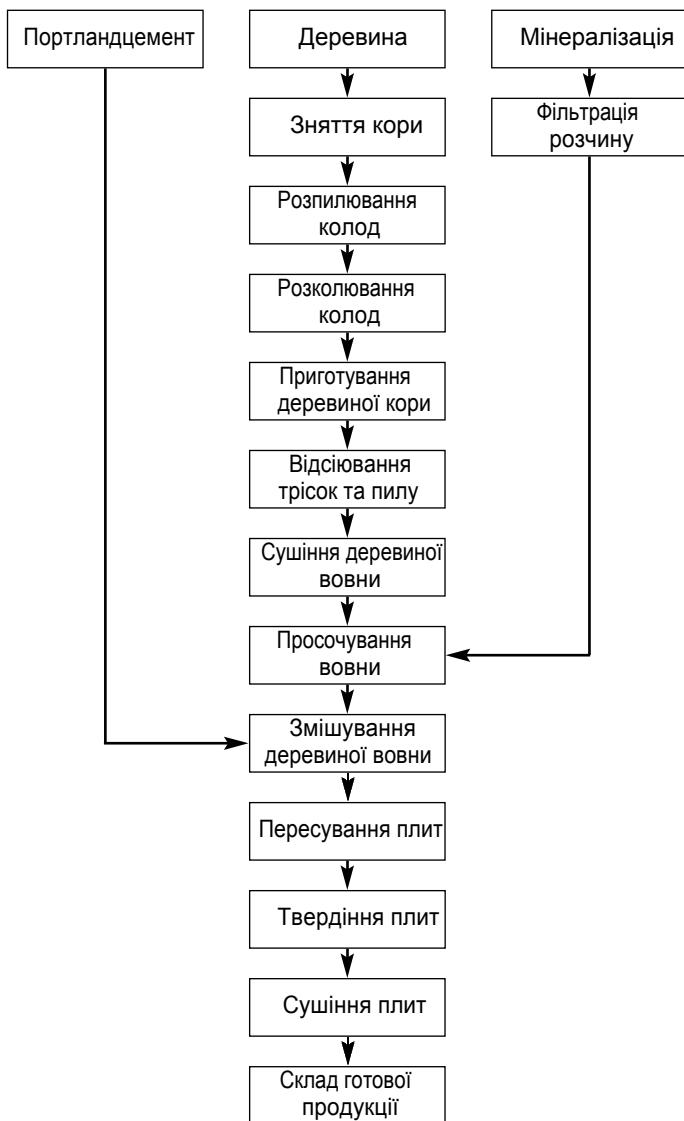 Портландцемент
Деревина
Мінералізація
Зняття кори
Фільтрація
розчину
Розпилювання
колод
Розколювання
колод
Приготування
деревиної кори
Відсіювання
трісок та пилу
Сушіння деревиної
вовни
Просочування
вовни
Змішування
деревиної вовни
Пересування плит
Твердіння плит
Сушіння плит
Склад готової
продукції